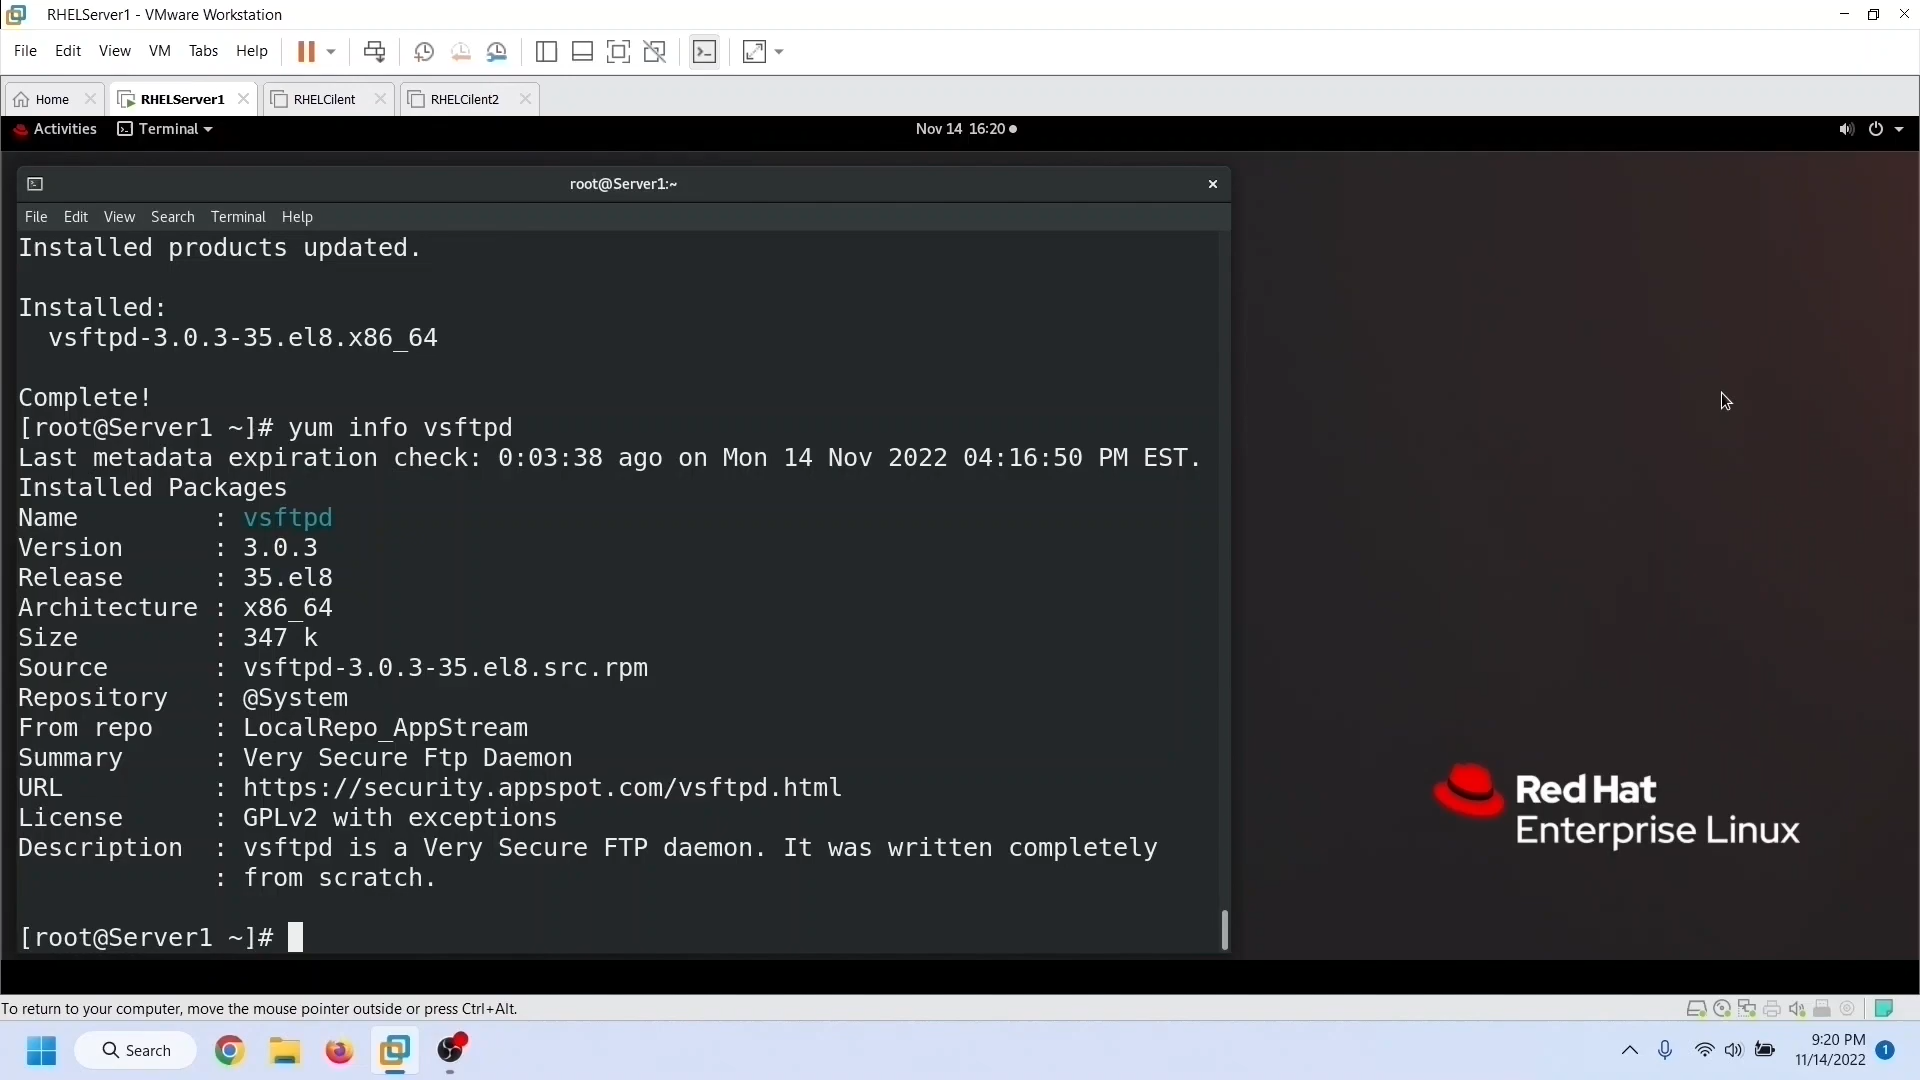 RHELServer1 - VMware Workstation
File Edit View VM Tabs Help
Home RHELServer1 RHELCilent RHELCilent2
Activities Terminal Nov 14 16:20
root@Server1:~
File Edit View Search Terminal Help
Installed products updated.
Installed:
vsftpd-3.0.3-35.el8.x86_64
Complete!
[root@Server1 ~]# yum info vsftpd
Last metadata expiration check: 0:03:38 ago on Mon 14 Nov 2022 04:16:50 PM EST.
Installed Packages
Name : vsftpd
Version : 3.0.3
Release : 35.el8
Architecture : x86_64
Size : 347 k
Source : vsftpd-3.0.3-35.el8.src.rpm
Repository : @System
From repo : LocalRepo_AppStream
Summary : Very Secure Ftp Daemon
URL : https://security.appspot.com/vsftpd.html
License : GPLv2 with exceptions
Description : vsftpd is a Very Secure FTP daemon. It was written completely
: from scratch.
[root@Server1 ~]#
Red Hat
Enterprise Linux
To return to your computer, move the mouse pointer outside or press Ctrl+Alt.
Search
9:20 PM
11/14/2022
1